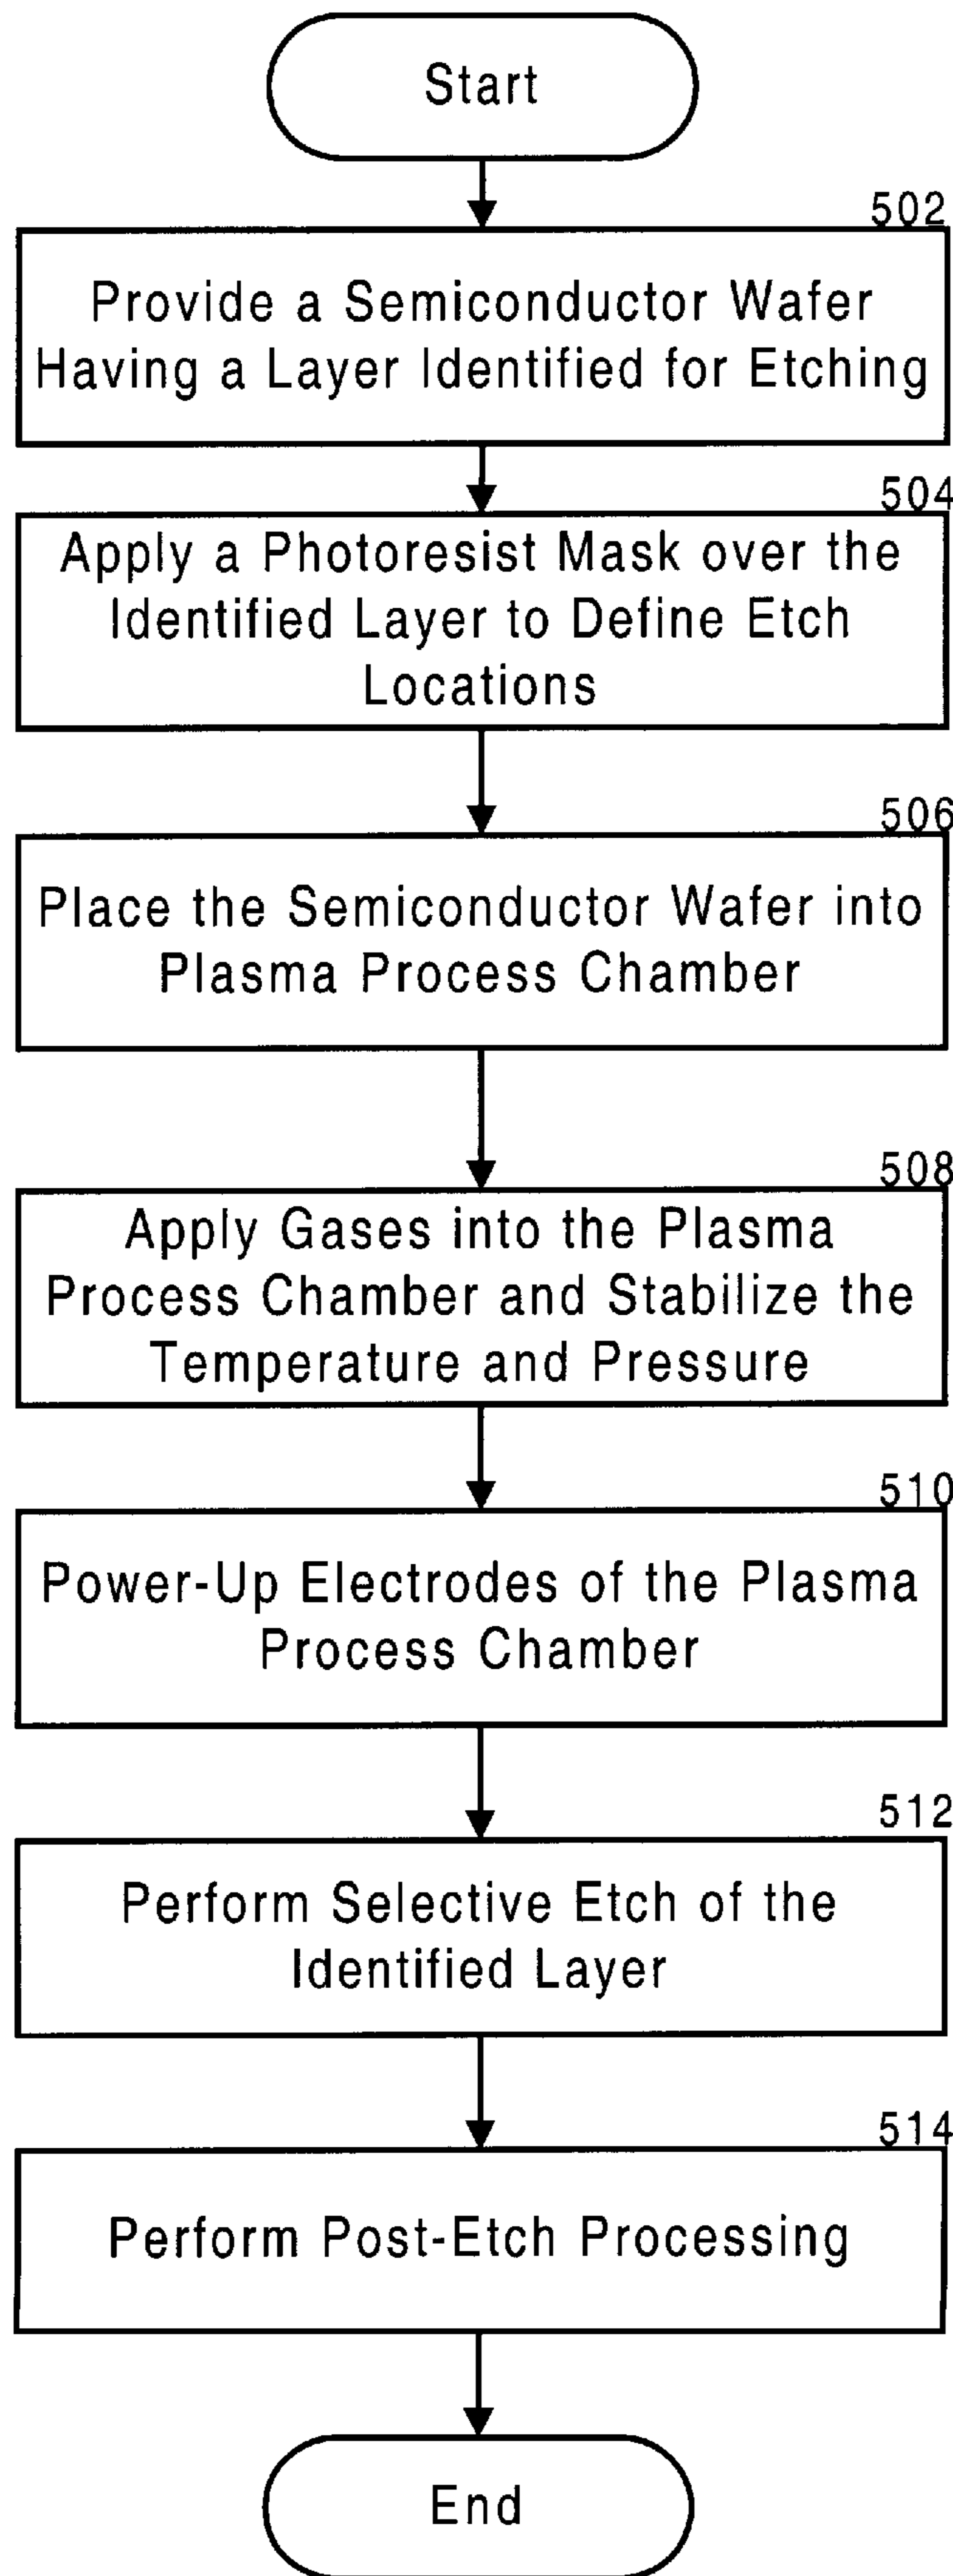 Start
502
Provide a Semiconductor Wafer
Having a Layer Identified for Etching
504
Apply a Photoresist Mask over the
Identified Layer to Define Etch
Locations
506
Place the Semiconductor Wafer into
Plasma Process Chamber
508
Apply Gases into the Plasma
Process Chamber and Stabilize the
Temperature and Pressure
510
Power-Up Electrodes of the Plasma
Process Chamber
512
Perform Selective Etch of the
Identified Layer
514
Perform Post-Etch Processing
End